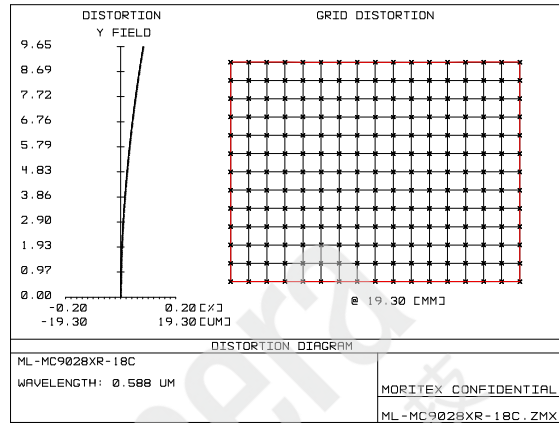 DISTORTION
Y FIELD
9.65
8.69
7.72
6.76
5.79
4.83
3.86
2.90
1.93
0.97
0.00
-0.20 0.20 [%]
-19.30 19.30 [UM]
GRID DISTORTION
@ 19.30 [MM]
DISTORTION DIAGRAM
ML-MC9028XR-18C
WAVELENGTH: 0.588 UM
MORITEX CONFIDENTIAL
ML-MC9028XR-18C.ZMX